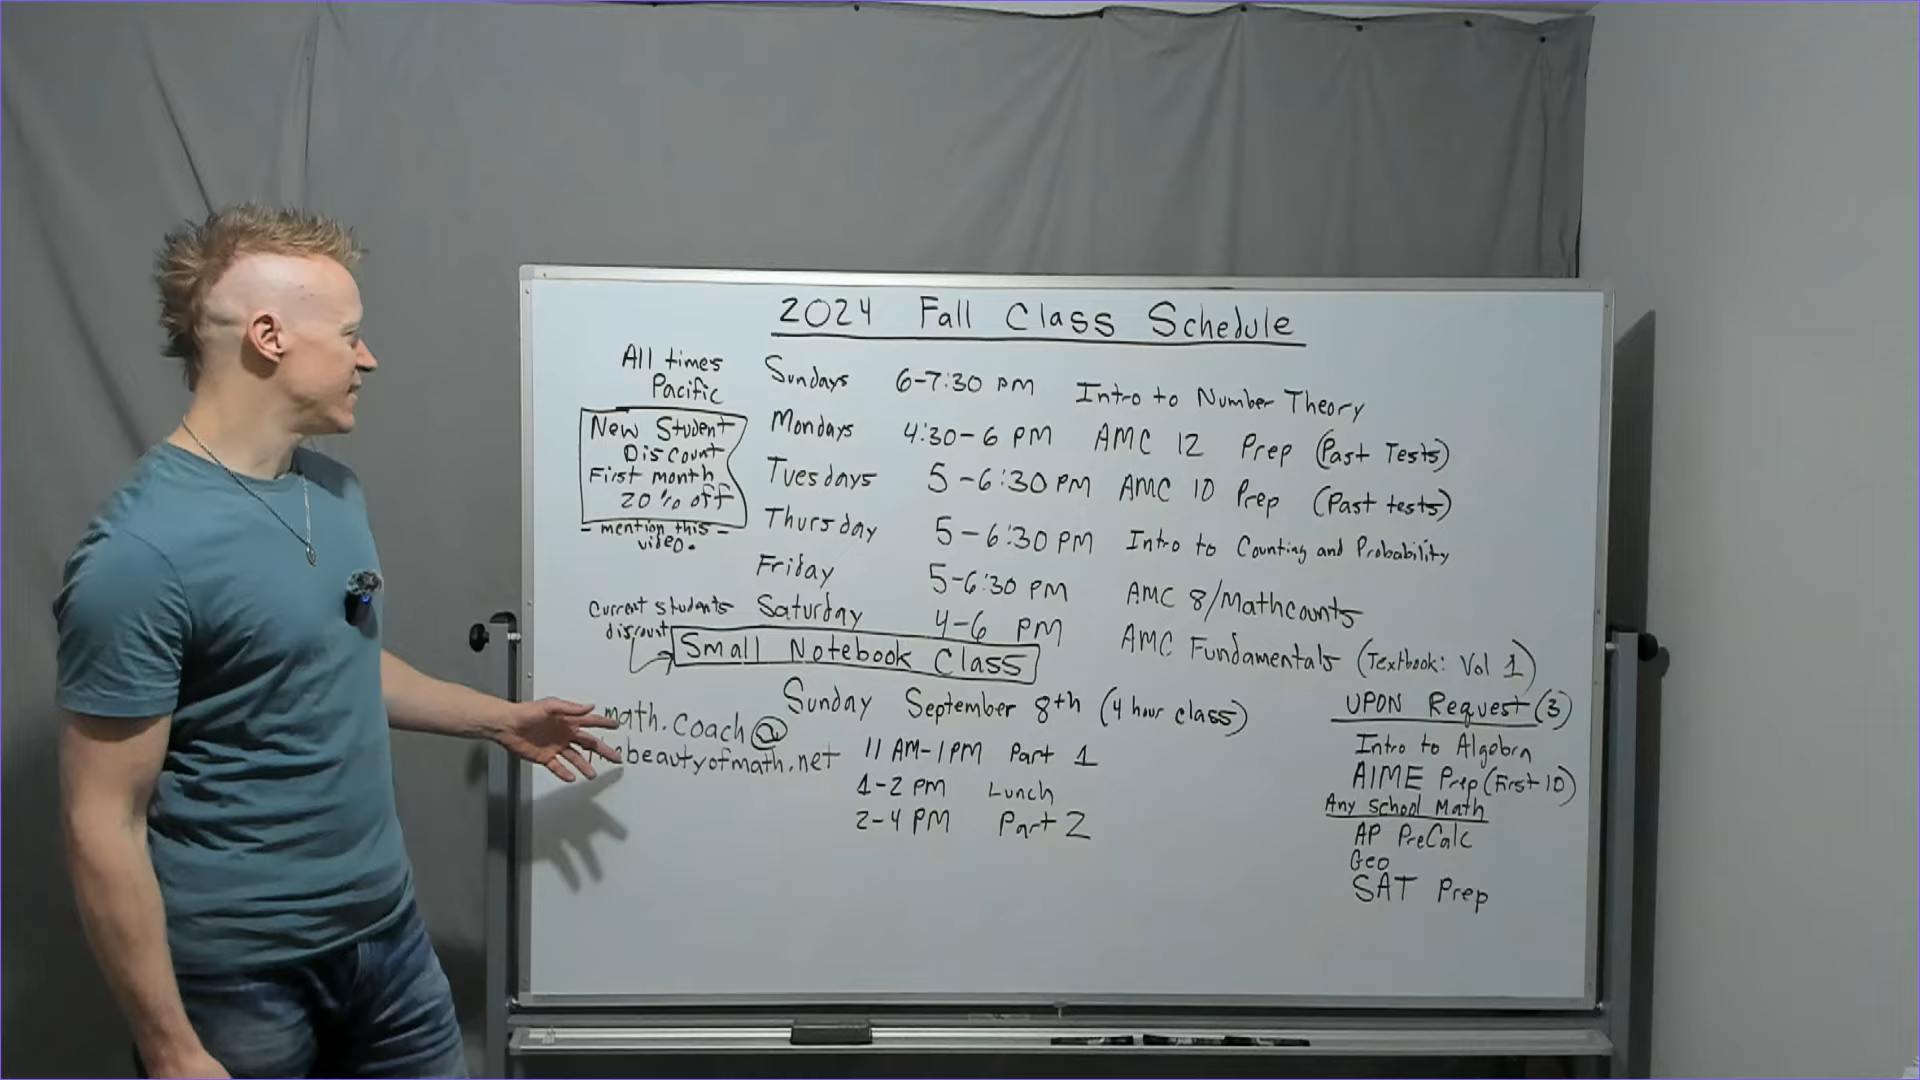 2024 Fall Class Schedule
All times
Pacific
New Student
Discount
First month
20% off
- mention this -
video.
Sundays 6-7:30 PM Intro to Number Theory
Mondays 4:30-6 PM AMC 12 Prep (Past Tests)
Tuesdays 5-6:30 PM AMC 10 Prep (Past tests)
Thursday 5-6:30 PM Intro to Counting and Probability
Friday 5-6:30 PM AMC 8/Mathcounts
Saturday 4-6 PM AMC Fundamentals (Textbook: Vol 1)
Current students
discount
Small Notebook Class
Sunday September 8th (4 hour class)
11 AM-1 PM Part 1
1-2 PM Lunch
2-4 PM Part 2
math.coach@
thebeautyofmath.net
UPON Request (3)
Intro to Algebra
AIME Prep (First 10)
Any School Math
AP PreCalc
Geo
SAT Prep